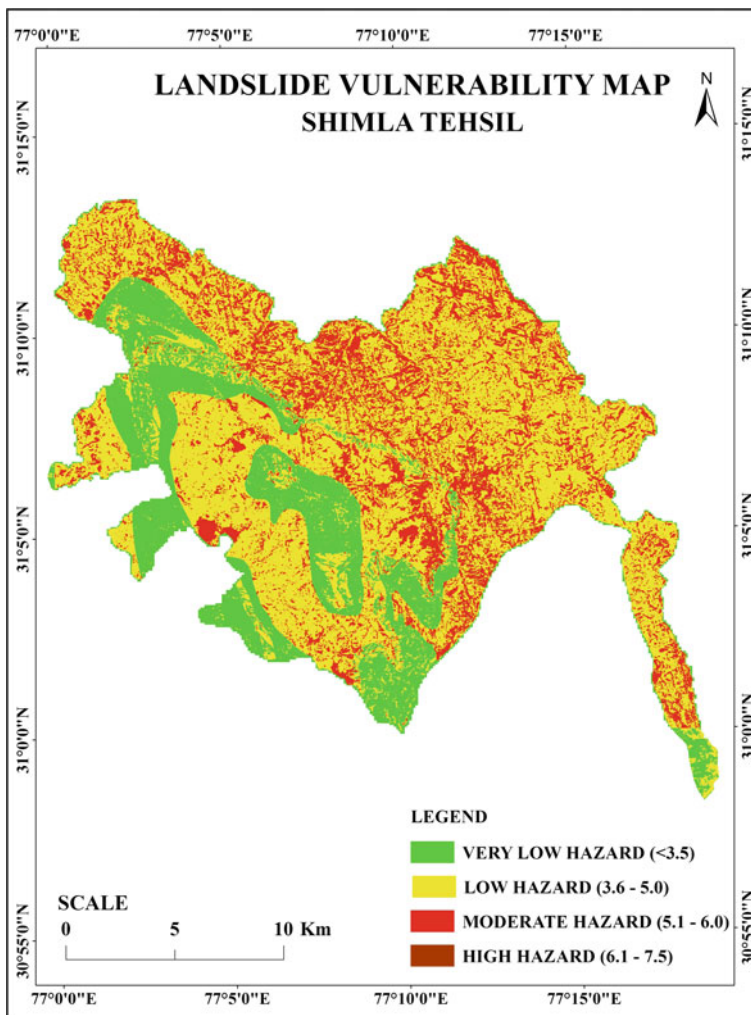 77°0'0"E 77°5'0"E 77°10'0"E 77°15'0"E
LANDSLIDE VULNERABILITY MAP
SHIMLA TEHSIL
N
31°15'0"N 31°15'0"N
31°10'0"N 31°10'0"N
31°5'0"N 31°5'0"N
31°0'0"N 31°0'0"N
LEGEND
VERY LOW HAZARD (<3.5)
LOW HAZARD (3.6 - 5.0)
MODERATE HAZARD (5.1 - 6.0)
HIGH HAZARD (6.1 - 7.5)
SCALE
0 5 10 Km
30°55'0"N 30°55'0"N
77°0'0"E 77°5'0"E 77°10'0"E 77°15'0"E